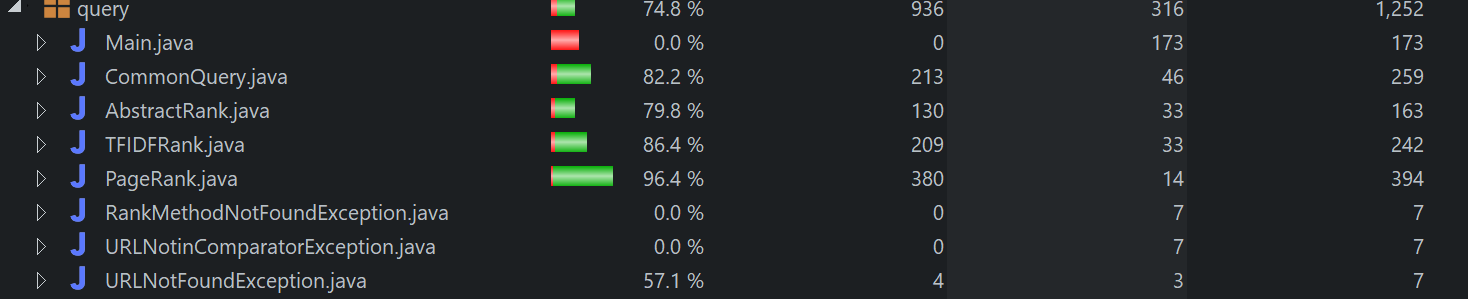 query 74.8 % 936 316 1,252
Main.java 0.0 % 0 173 173
CommonQuery.java 82.2 % 213 46 259
AbstractRank.java 79.8 % 130 33 163
TFIDFRank.java 86.4 % 209 33 242
PageRank.java 96.4 % 380 14 394
RankMethodNotFoundException.java 0.0 % 0 7 7
URLNotinComparatorException.java 0.0 % 0 7 7
URLNotFoundException.java 57.1 % 4 3 7